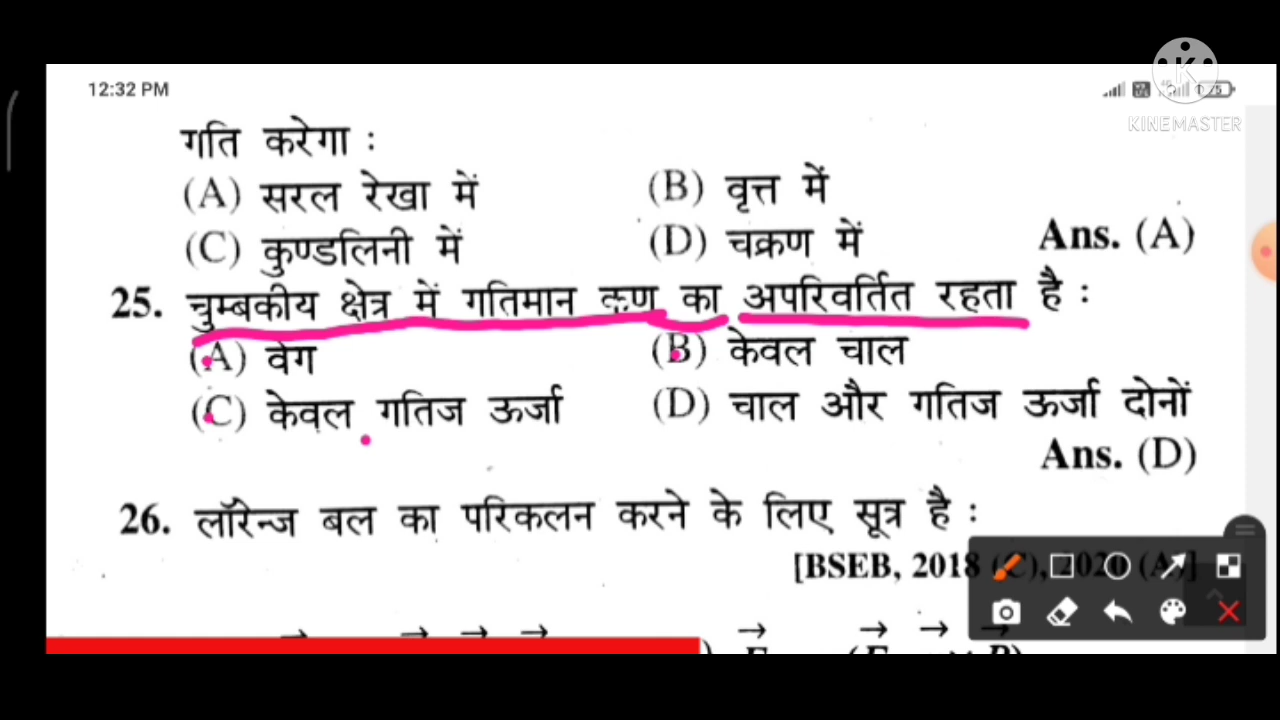 12:32 PM
KINEMASTER
गति करेगा :
(A) सरल रेखा में (B) वृत्त में
(C) कुण्डलिनी में (D) चक्रण में Ans. (A)
25. चुम्बकीय क्षेत्र में गतिमान कण का अपरिवर्तित रहता है :
(A) वेग (B) केवल चाल
(C) केवल गतिज ऊर्जा (D) चाल और गतिज ऊर्जा दोनों
Ans. (D)
26. लॉरेन्ज बल का परिकलन करने के लिए सूत्र है :
[BSEB, 2018 (C), 2020 (A)]